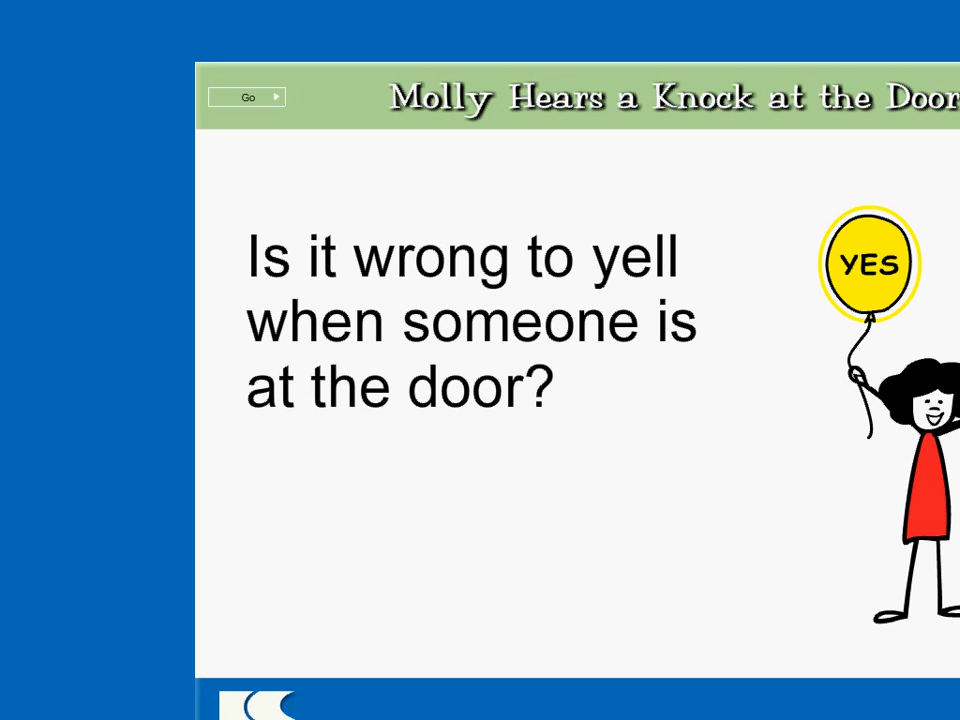 Go
Molly Hears a Knock at the Door
Is it wrong to yell
when someone is
at the door?
YES